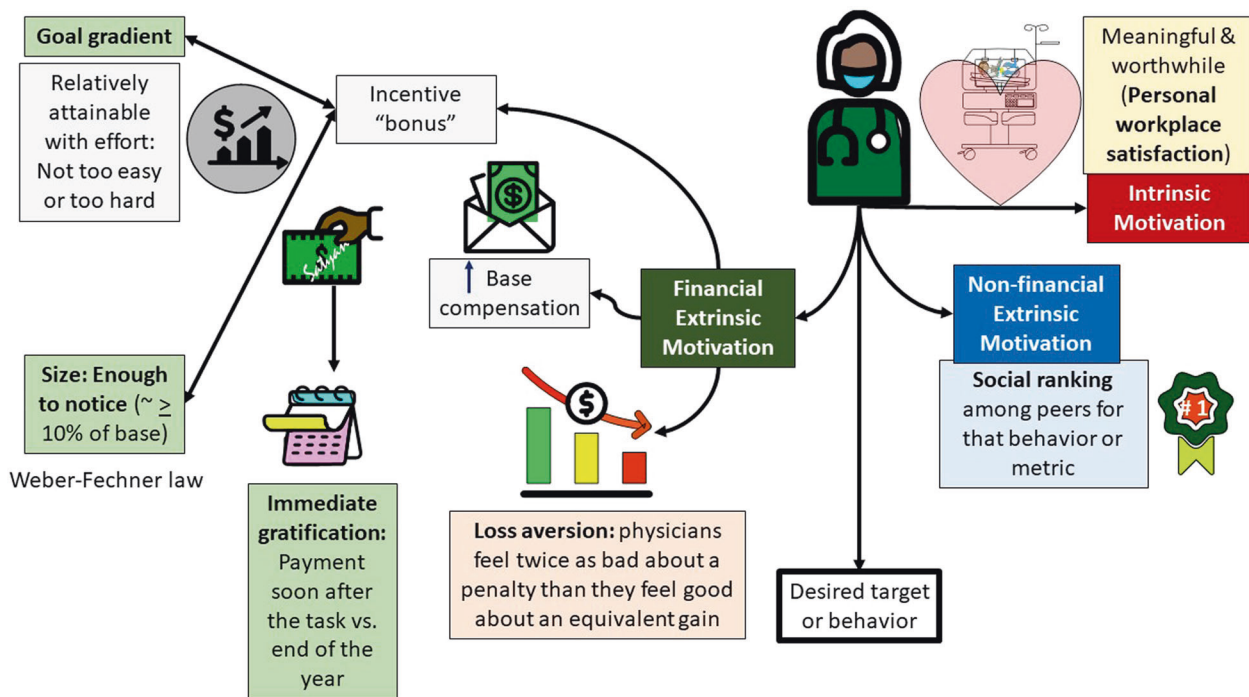 Goal gradient
Relatively
attainable
with effort:
Not too easy
or too hard
$
Incentive
“bonus”
$
↑ Base
compensation
Satyan
Size: Enough
to notice (~ ≥
10% of base)
Weber-Fechner law
Immediate
gratification:
Payment
soon after
the task vs.
end of the
year
Financial
Extrinsic
Motivation
$
Loss aversion: physicians
feel twice as bad about a
penalty than they feel good
about an equivalent gain
Desired target
or behavior
Meaningful &
worthwhile
(Personal
workplace
satisfaction)
Intrinsic
Motivation
Non-financial
Extrinsic
Motivation
Social ranking
among peers for
that behavior or
metric
# 1